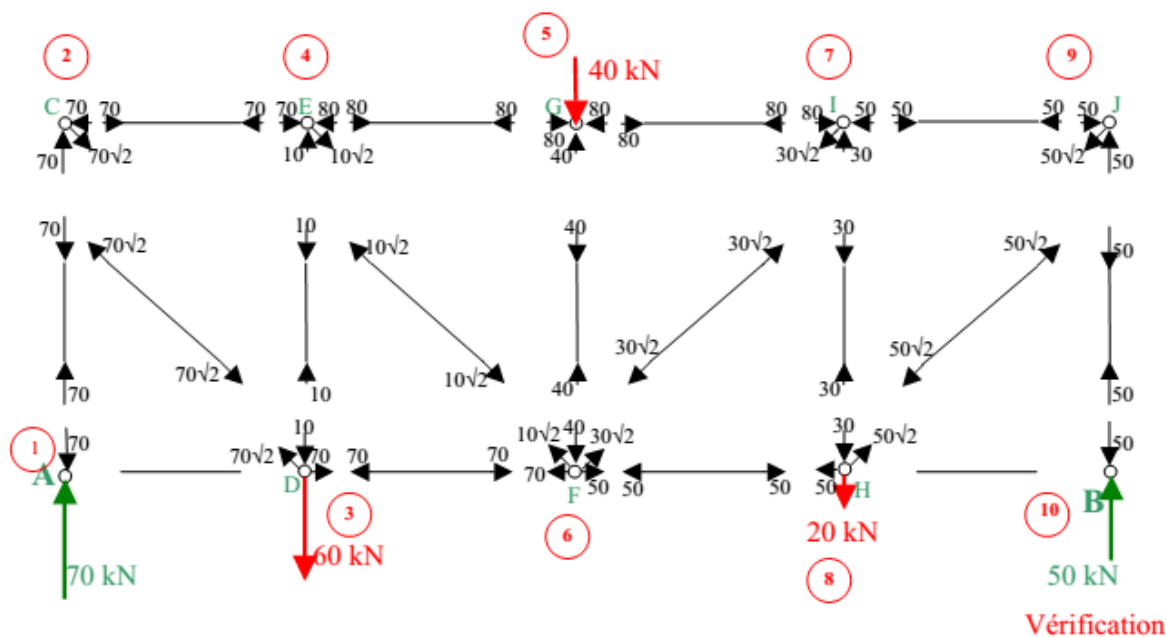 2 4 5 7 9
40 kN
C 70 70 70 70 E 80 80 80 G 80 80 80 I 50 50 50 50 J
70 70√2 10 10√2 80 40 80 30√2 30 50√2 50
70 10 40 30 50
70√2 10√2 30√2 50√2
70√2 10√2 30√2 50√2
70 10 40 30 50
1 70 10 40 30 50
A 70√2 70 70 70 10√2 30√2 50√2 B
D 70 F 50 50 50 50 H
3 6 8 10
70 kN 60 kN 20 kN 50 kN
Vérification